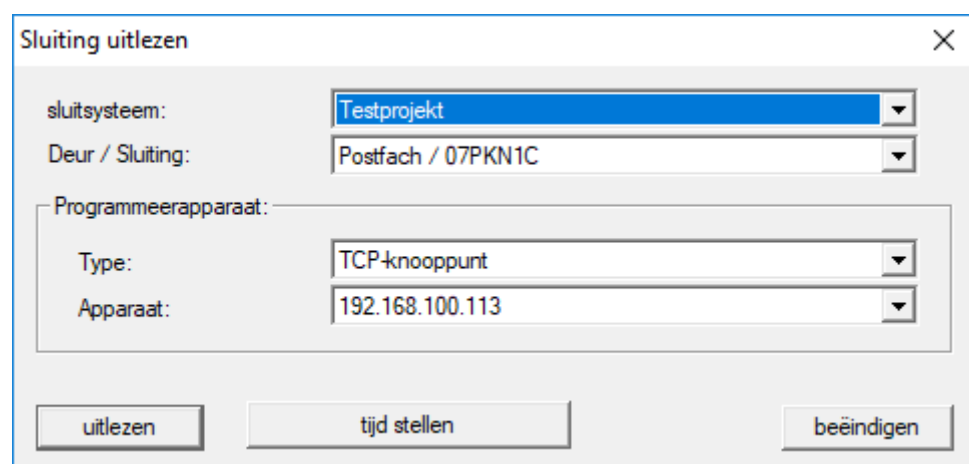 Sluiting uitlezen
sluitsysteem: Testprojekt
Deur / Sluiting: Postfach / 07PKN1C
Programmeerapparaat:
Type: TCP-knooppunt
Apparaat: 192.168.100.113
uitlezen tijd stellen beëindigen